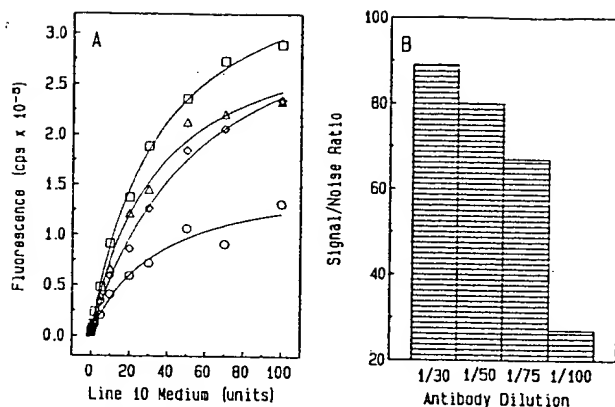 A
Fluorescence (cps x 10⁻⁵)
3.0
2.5
2.0
1.5
1.0
0.5
0.0
0 20 40 60 80 100
Line 10 Medium (units)
B
Signal/Noise Ratio
100
80
60
40
20
1/30 1/50 1/75 1/100
Antibody Dilution